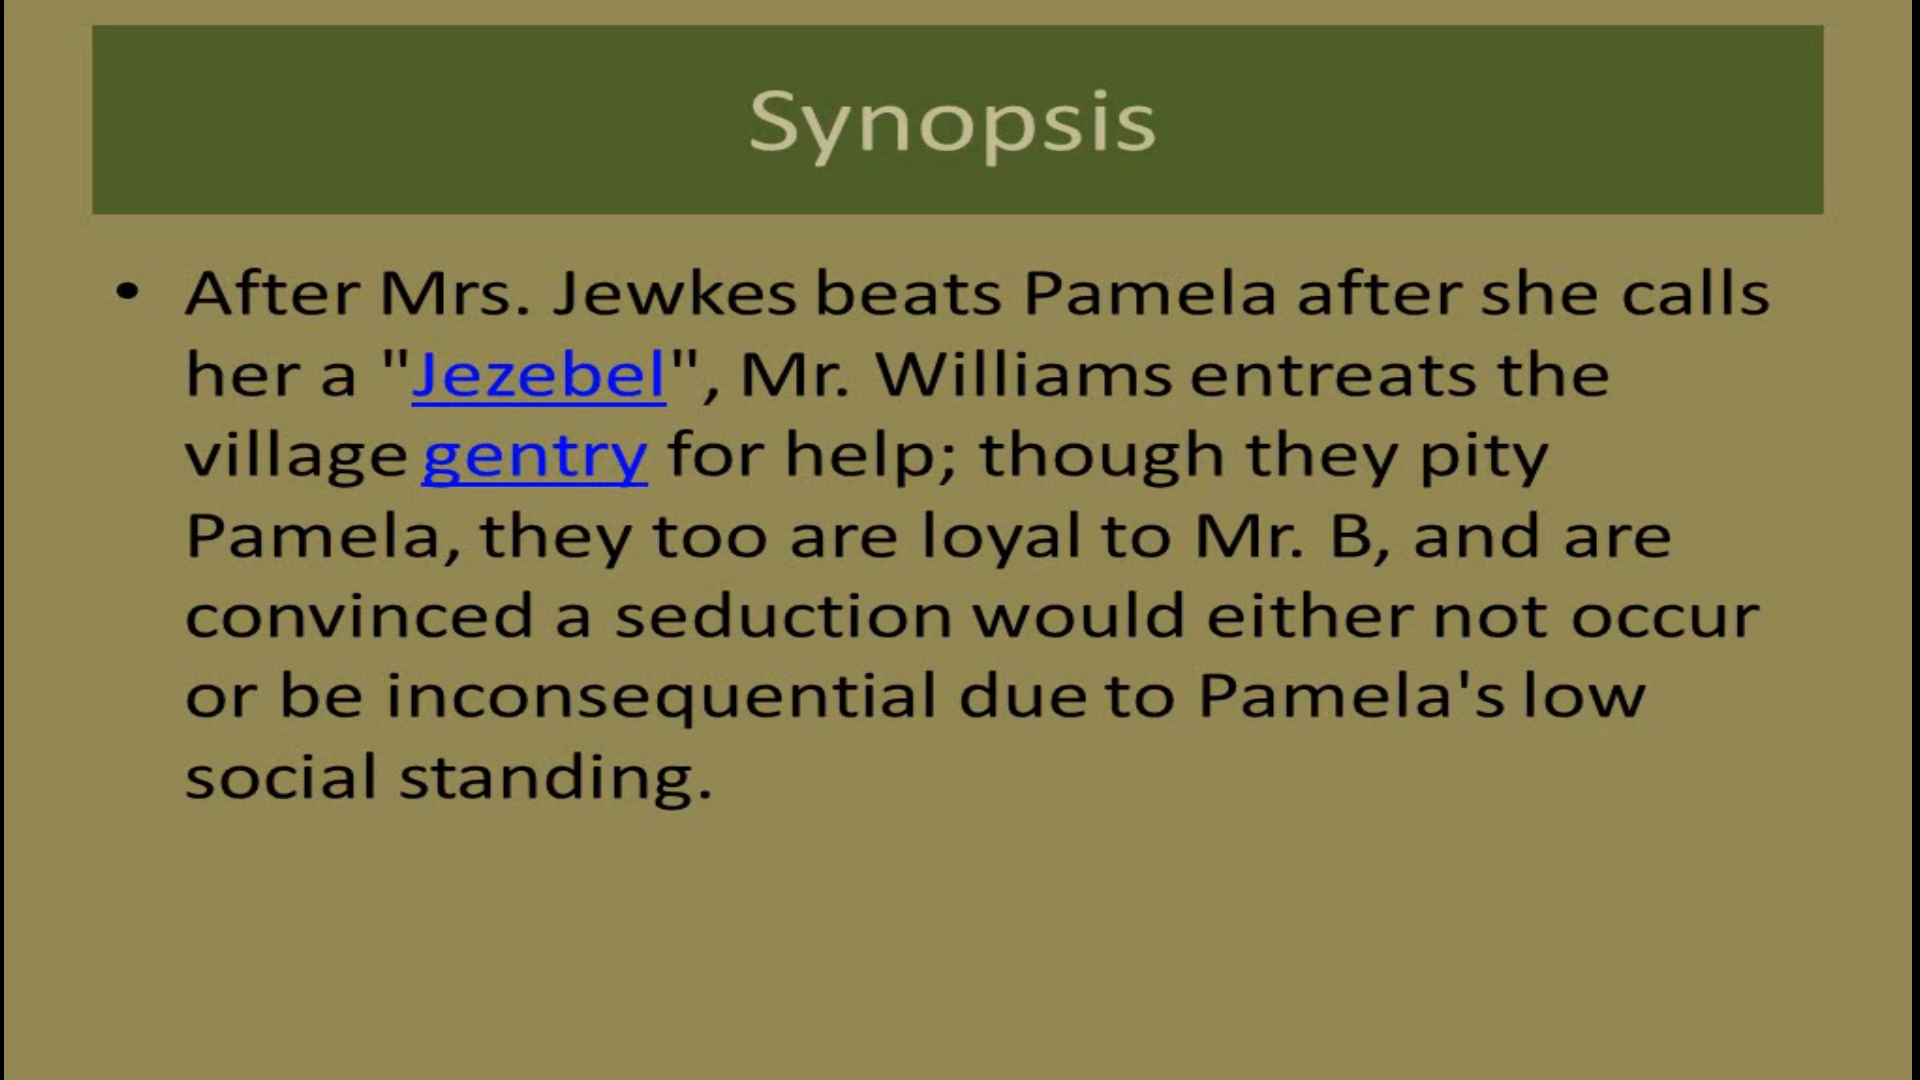 Synopsis
• After Mrs. Jewkes beats Pamela after she calls
her a "Jezebel", Mr. Williams entreats the
village gentry for help; though they pity
Pamela, they too are loyal to Mr. B, and are
convinced a seduction would either not occur
or be inconsequential due to Pamela's low
social standing.